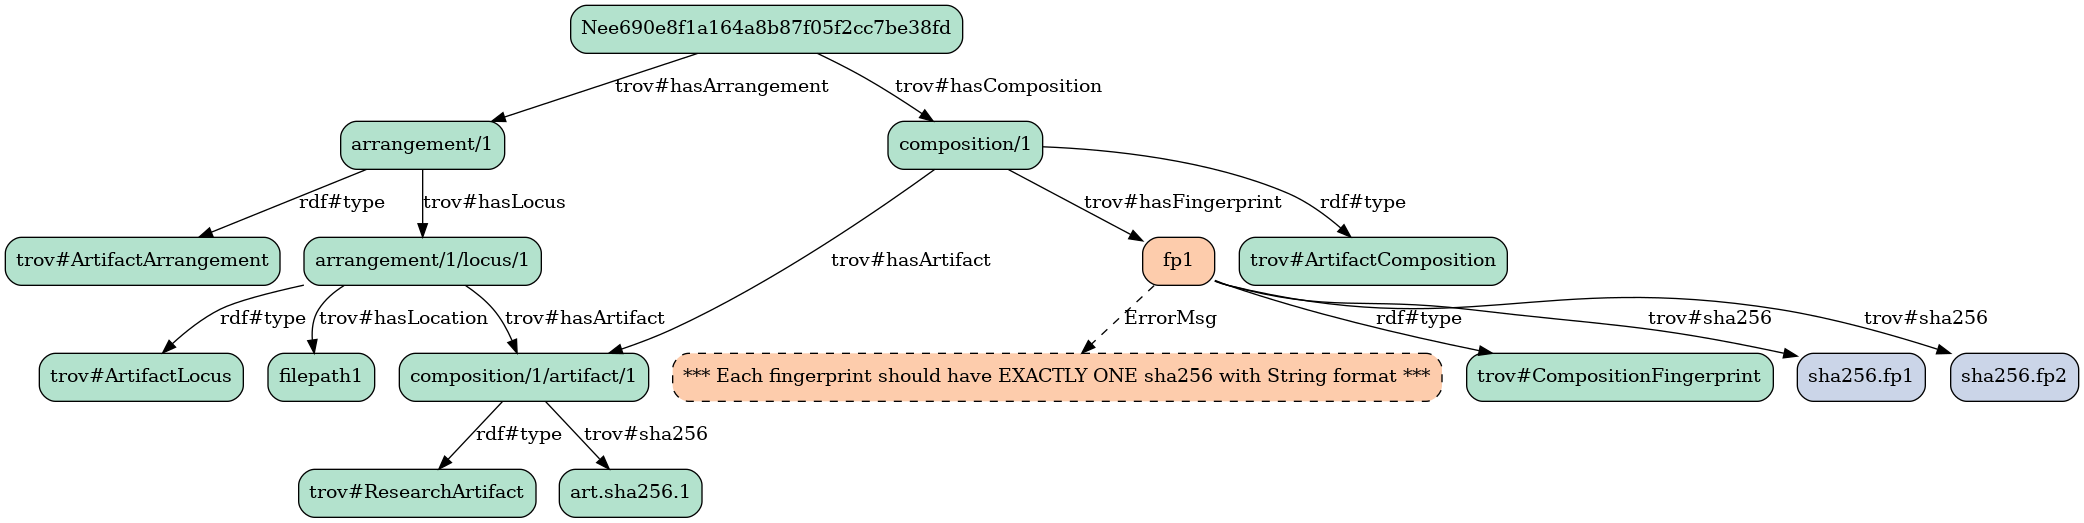 Nee690e8f1a164a8b87f05f2cc7be38fd
trov#hasArrangement
trov#hasComposition
arrangement/1
composition/1
rdf#type
trov#hasLocus
trov#hasFingerprint
rdf#type
trov#ArtifactArrangement
arrangement/1/locus/1
trov#hasArtifact
fp1
trov#ArtifactComposition
rdf#type
trov#hasLocation
trov#hasArtifact
ErrorMsg
rdf#type
trov#sha256
trov#sha256
trov#ArtifactLocus
filepath1
composition/1/artifact/1
*** Each fingerprint should have EXACTLY ONE sha256 with String format ***
trov#CompositionFingerprint
sha256.fp1
sha256.fp2
rdf#type
trov#sha256
trov#ResearchArtifact
art.sha256.1